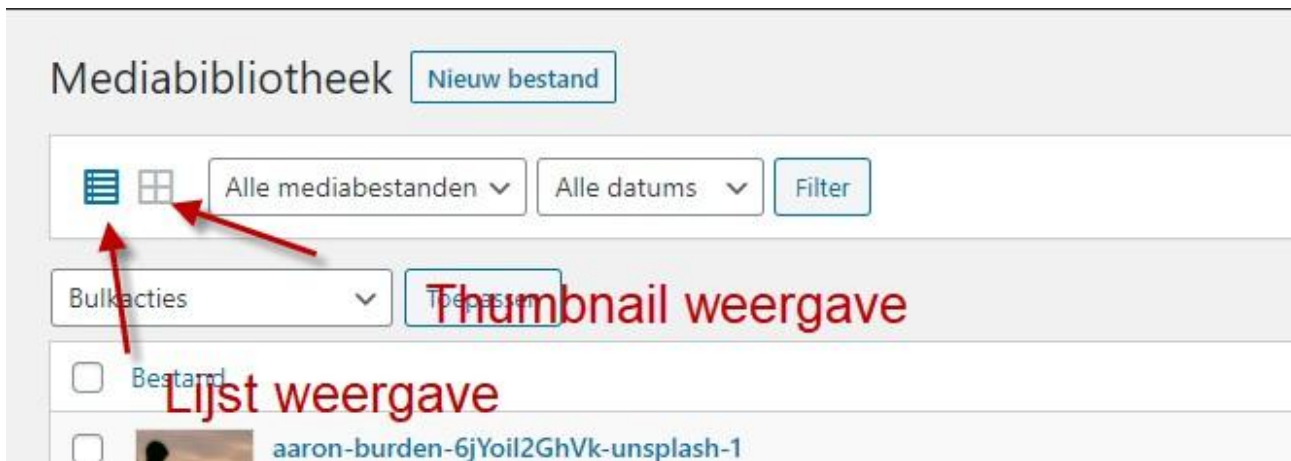 Mediabibliotheek Nieuw bestand
Alle mediabestanden Alle datums Filter
Bulkacties Toepassen
Thumbnail weergave
Bestand
Lijst weergave
aaron-burden-6jYoil2GhVk-unsplash-1